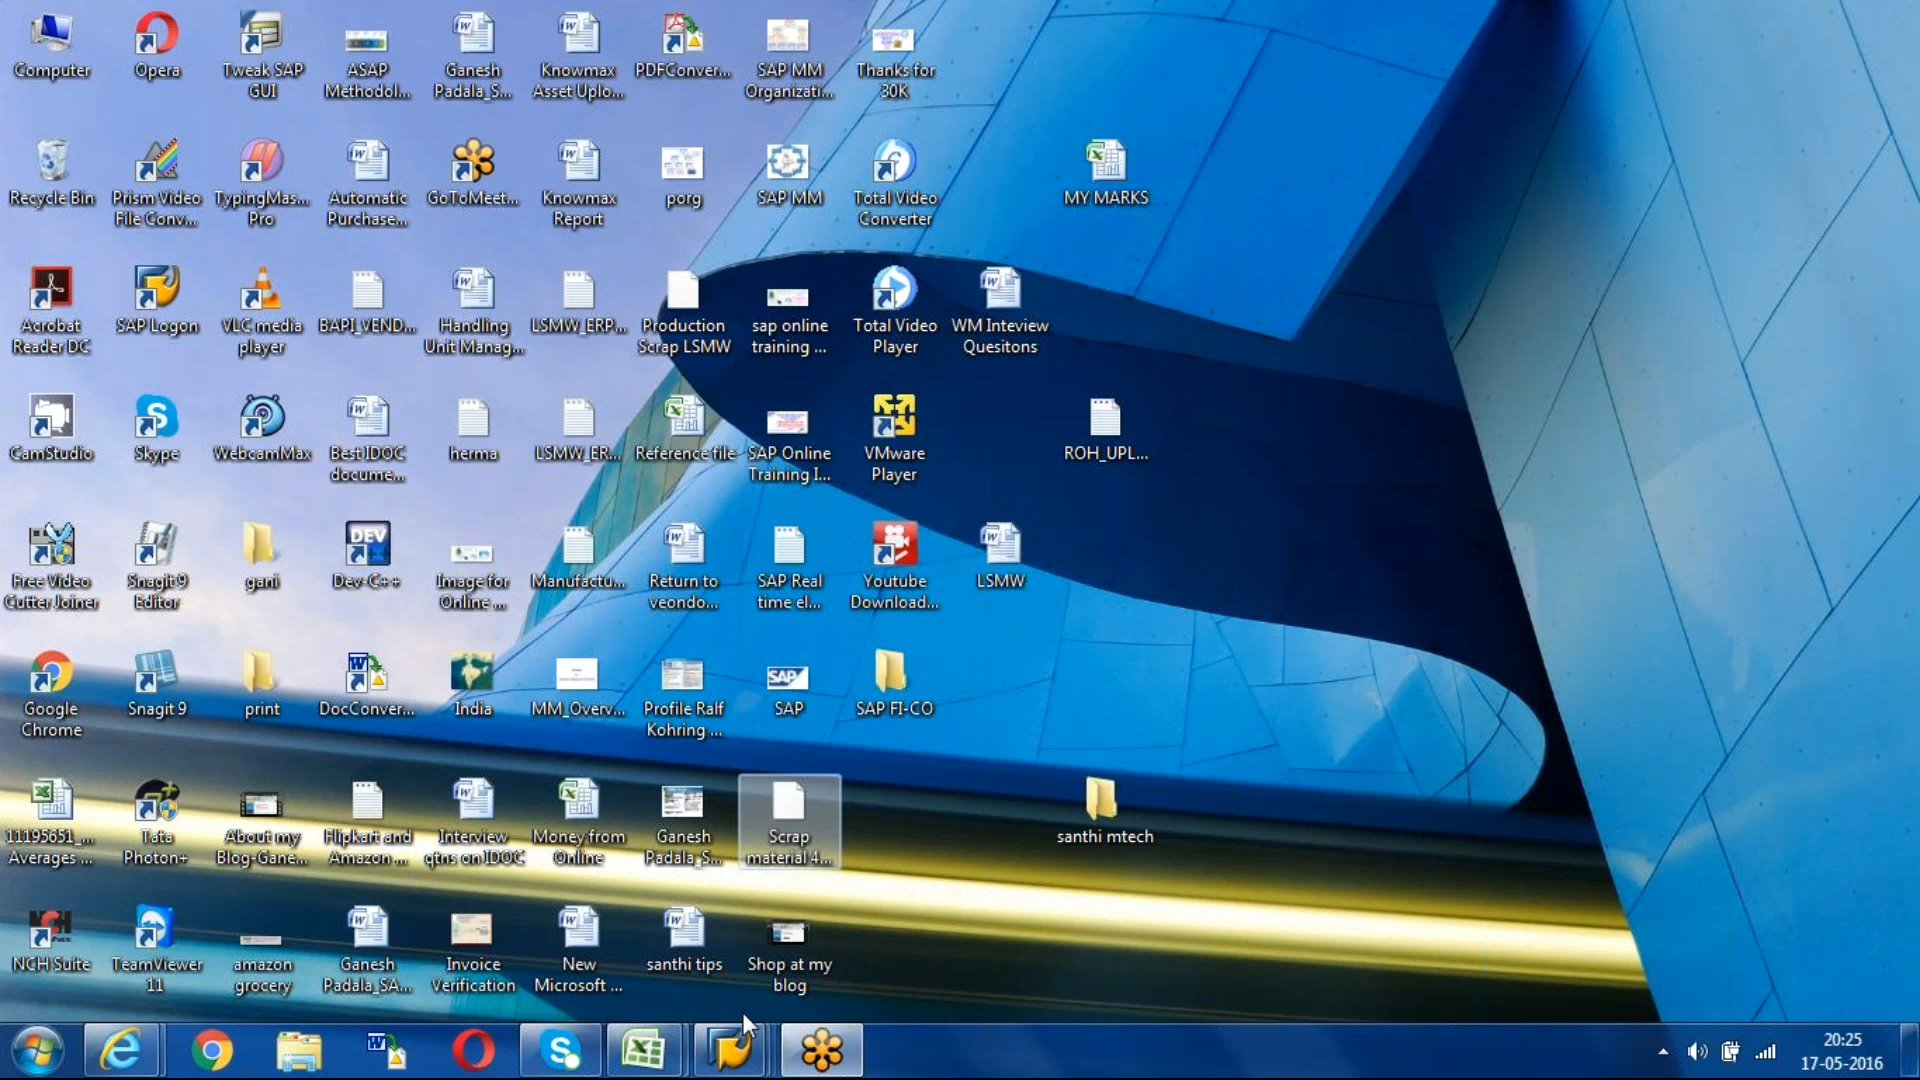 Computer
Opera
Tweak SAP
GUI
ASAP
Methodol...
Ganesh
Padala_S...
Knowmax
Asset Uplo...
PDFConver...
SAP MM
Organizati...
Thanks for
30K
Recycle Bin
Prism Video
File Conv...
TypingMas...
Pro
Automatic
Purchase...
GoToMeet...
Knowmax
Report
porg
SAP MM
Total Video
Converter
MY MARKS
Acrobat
Reader DC
SAP Logon
VLC media
player
BAPI_VEND...
Handling
Unit Manag...
LSMW_ERP...
Production
Scrap LSMW
sap online
training ...
Total Video
Player
WM Inteview
Quesitons
CamStudio
Skype
WebcamMax
Best IDOC
docume...
herma
LSMW_ER...
Reference file
SAP Online
Training I...
VMware
Player
ROH_UPL...
Free Video
Cutter Joiner
Snagit 9
Editor
ganii
DEV
Dev-C++
Image for
Online ...
Manufactu...
Return to
veondo...
SAP Real
time el...
Youtube
Download...
LSMW
Google
Chrome
Snagit 9
print
DocConver...
India
MM_Overv...
Profile Ralf
Kohring ...
SAP
SAP
SAP FI-CO
11195651_...
Averages ...
Tata
Photon+
About my
Blog-Gane...
Flipkart and
Amazon ...
Interview
qtns on IDOC
Money from
Online
Ganesh
Padala_S...
Scrap
material 4...
santhi mtech
NCH
NCH Suite
TeamViewer
11
amazon
grocery
Ganesh
Padala_SA...
Invoice
Verification
New
Microsoft ...
santhi tips
Shop at my
blog
20:25
17-05-2016